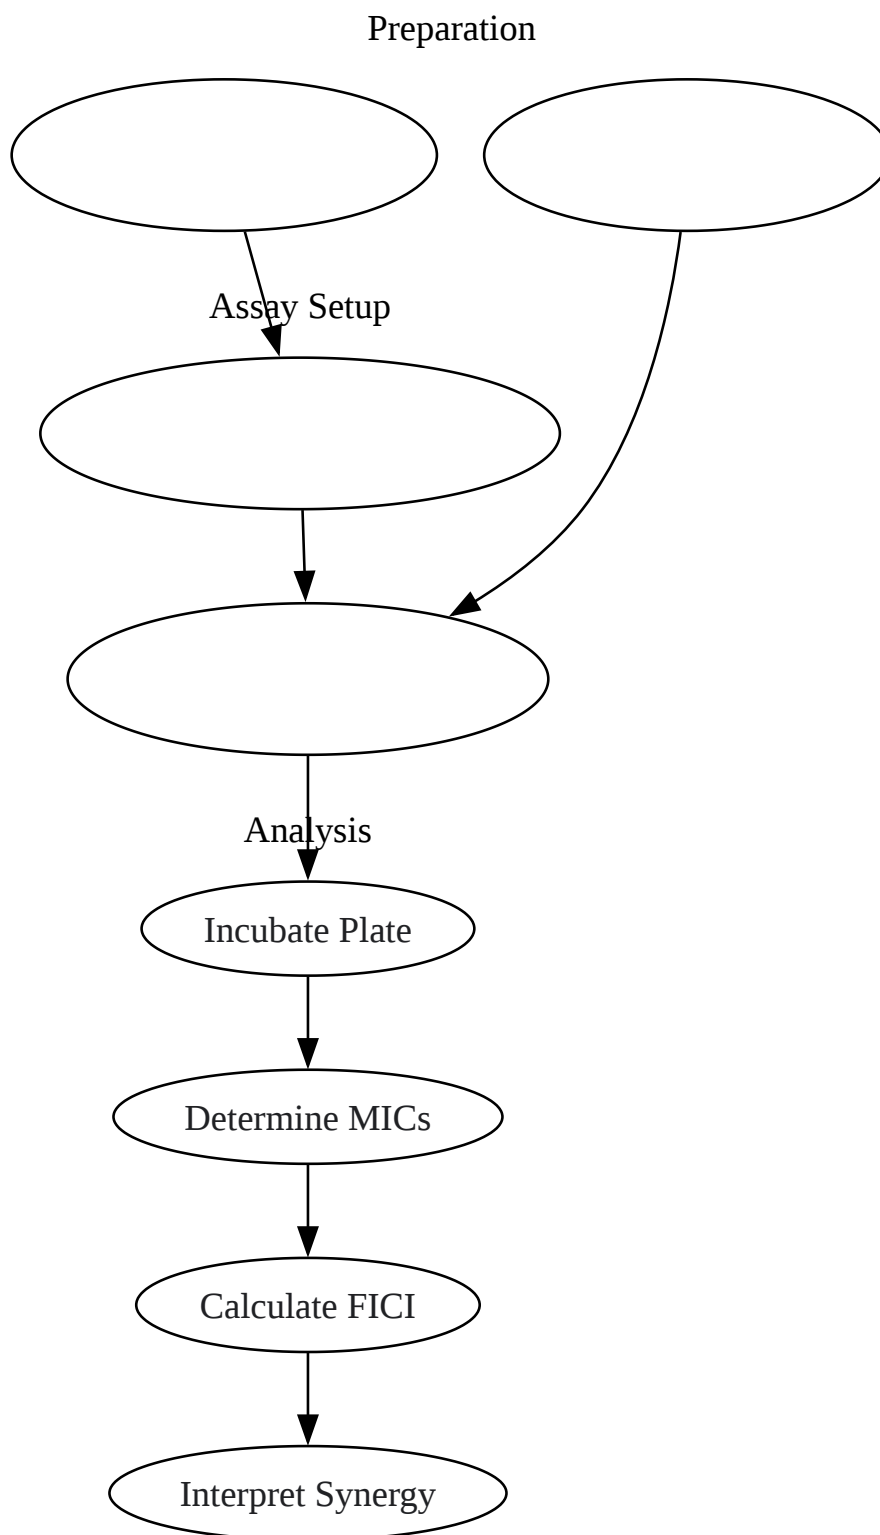 Preparation
Assay Setup
Analysis
Incubate Plate
Determine MICs
Calculate FICI
Interpret Synergy